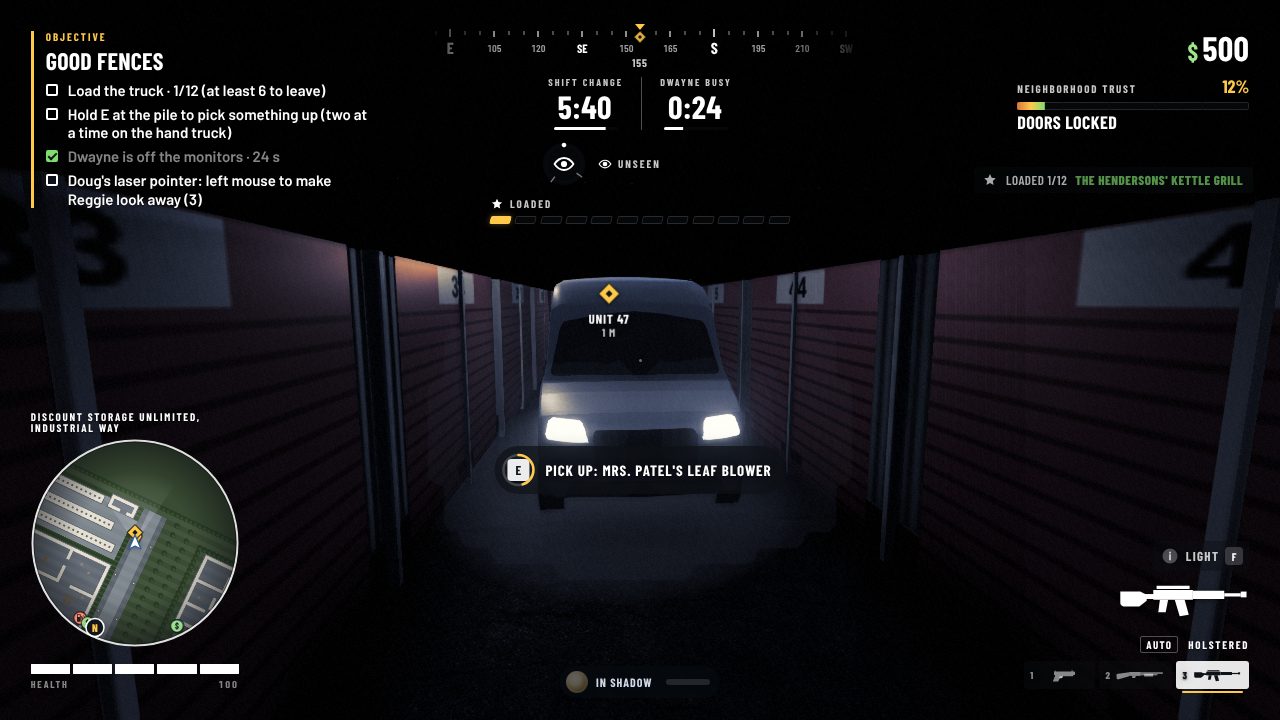 OBJECTIVE
GOOD FENCES
Load the truck · 1/12 (at least 6 to leave)
Hold E at the pile to pick something up (two at
a time on the hand truck)
Dwayne is off the monitors · 24 s
Doug's laser pointer: left mouse to make
Reggie look away (3)
E 105 120 SE 150 165 S 195 210 SW
155
SHIFT CHANGE
5:40
DWAYNE BUSY
0:24
UNSEEN
LOADED
$500
NEIGHBORHOOD TRUST 12%
DOORS LOCKED
LOADED 1/12 THE HENDERSONS' KETTLE GRILL
44
4
UNIT 47
1 M
E PICK UP: MRS. PATEL'S LEAF BLOWER
DISCOUNT STORAGE UNLIMITED,
INDUSTRIAL WAY
N
$
HEALTH 100
IN SHADOW
LIGHT F
AUTO HOLSTERED
1 2 3